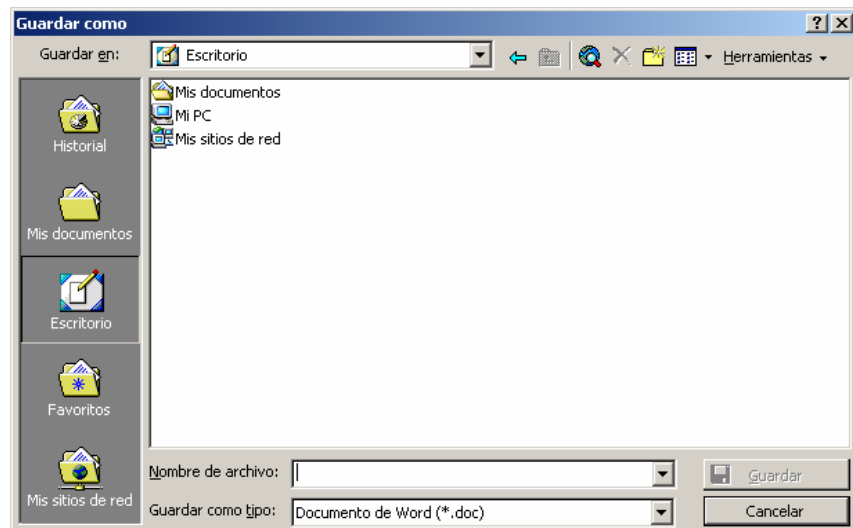 Guardar como
Guardar en:
Escritorio
Herramientas
Historial
Mis documentos
Escritorio
Favoritos
Mis sitios de red
Mis documentos
Mi PC
Mis sitios de red
Nombre de archivo:
Guardar
Guardar como tipo:
Documento de Word (*.doc)
Cancelar